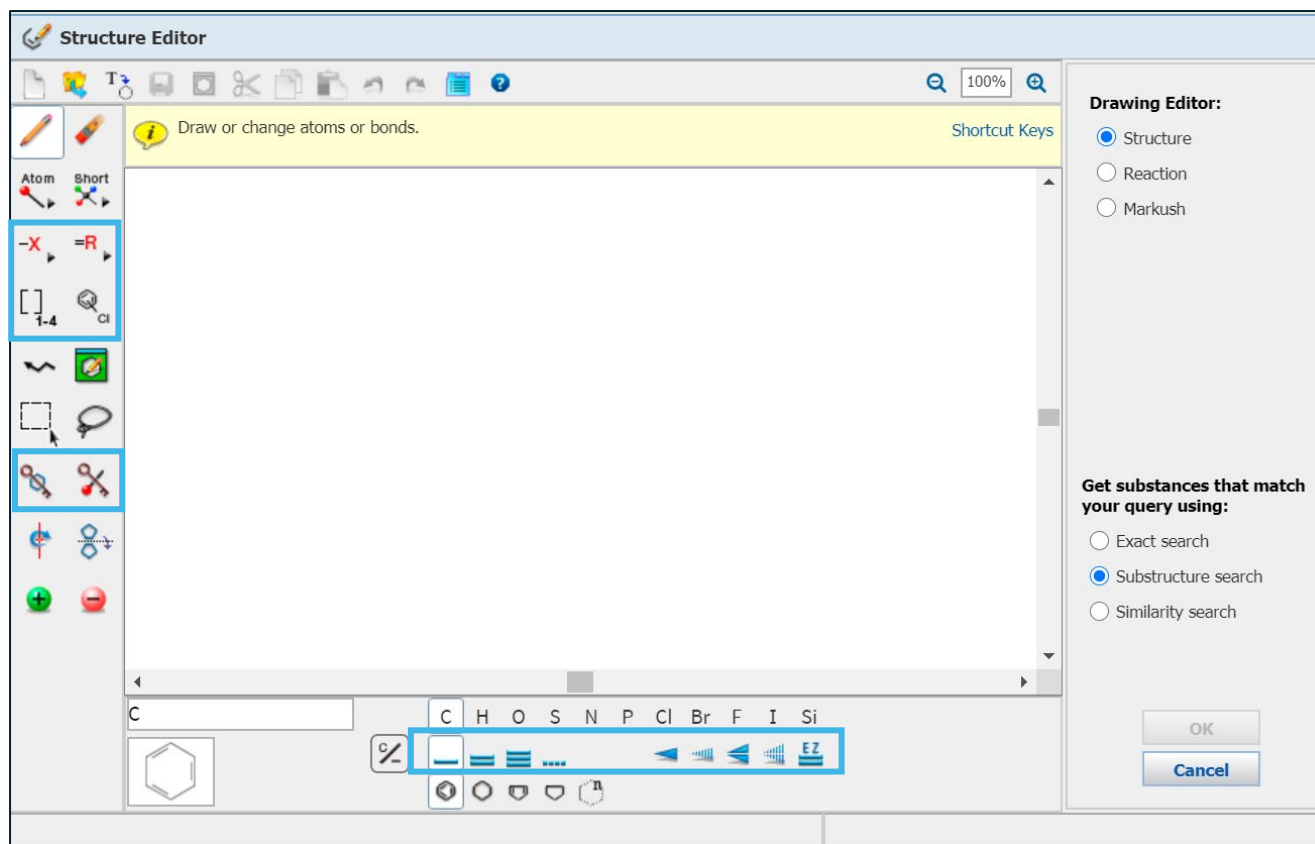 Structure Editor
T
100%
Draw or change atoms or bonds.
Shortcut Keys
Drawing Editor:
Structure
Reaction
Markush
Atom
Short
-X
=R
[ ] 1-4
Cl
Get substances that match
your query using:
Exact search
Substructure search
Similarity search
C
C H O S N P Cl Br F I Si
C
EZ
n
OK
Cancel